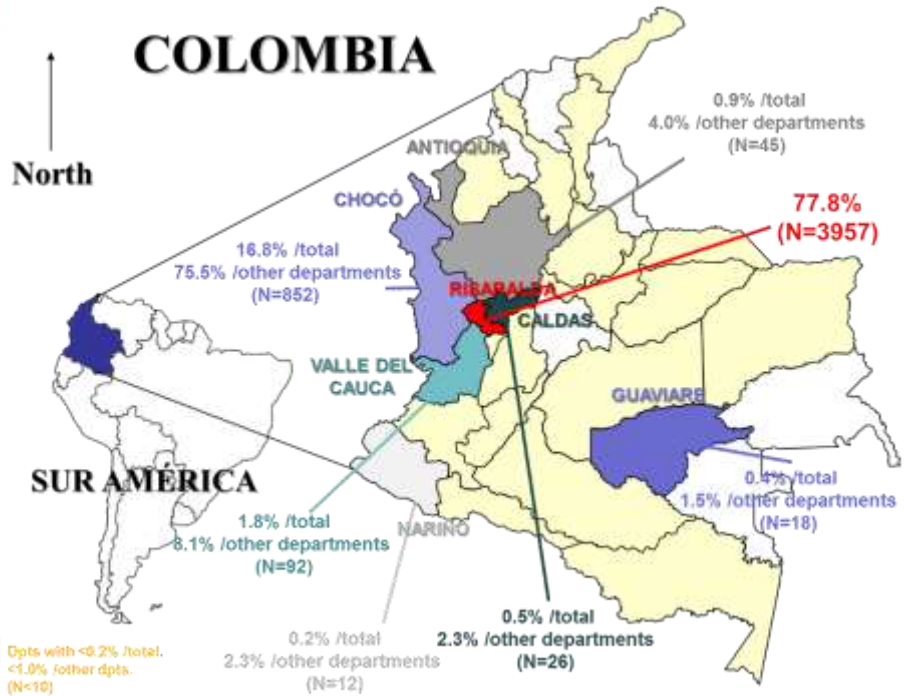 COLOMBIA
North
0.9% /total
4.0% /other departments
(N=45)
ANTIOQUIA
CHOCÓ
77.8%
(N=3957)
16.8% /total
75.5% /other departments
(N=852)
RISARALDA
CALDAS
VALLE DEL
CAUCA
GUAVIARE
SUR AMÉRICA
0.4% /total
1.5% /other departments
(N=18)
1.8% /total
8.1% /other departments
(N=92)
NARIÑO
0.5% /total
2.3% /other departments
(N=26)
0.2% /total
2.3% /other departments
(N=12)
Dpts with <0.2% /total.
<1.0% /other dpts.
(N<10)